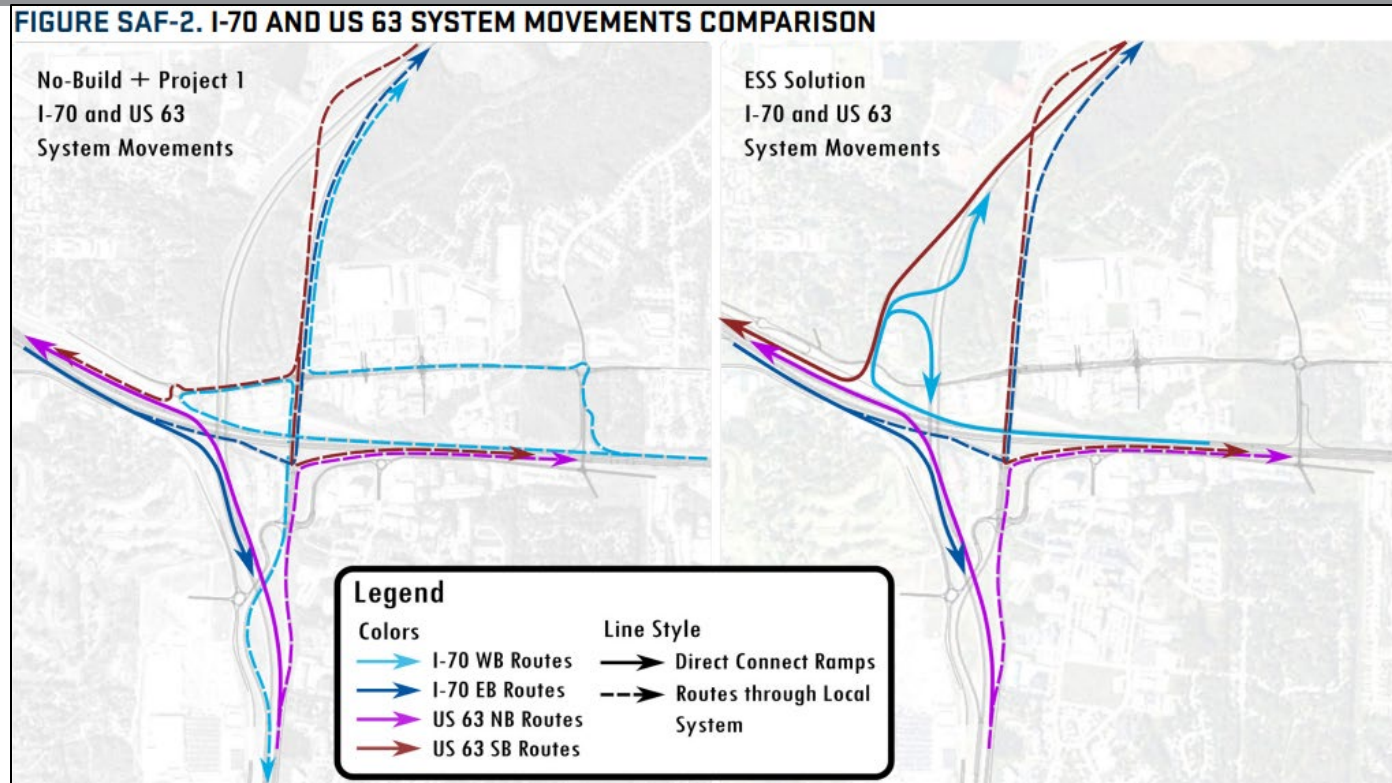 FIGURE SAF-2. I-70 AND US 63 SYSTEM MOVEMENTS COMPARISON
No-Build + Project 1
I-70 and US 63
System Movements
ESS Solution
I-70 and US 63
System Movements
Legend
Colors
I-70 WB Routes
I-70 EB Routes
US 63 NB Routes
US 63 SB Routes
Line Style
Direct Connect Ramps
Routes through Local
System